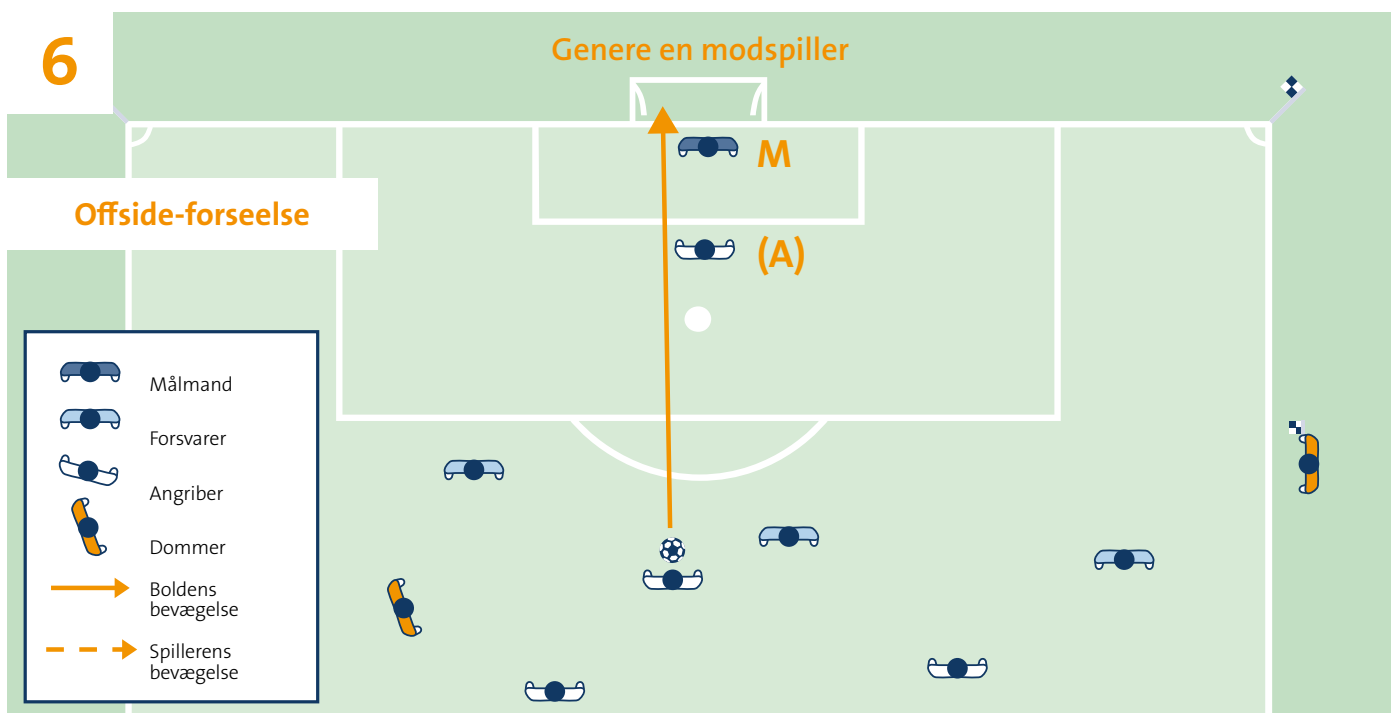 6
Genere en modspiller
M
Offside-forseelse
(A)
Målmand
Forsvarer
Angriber
Dommer
Boldens
bevægelse
Spillerens
bevægelse